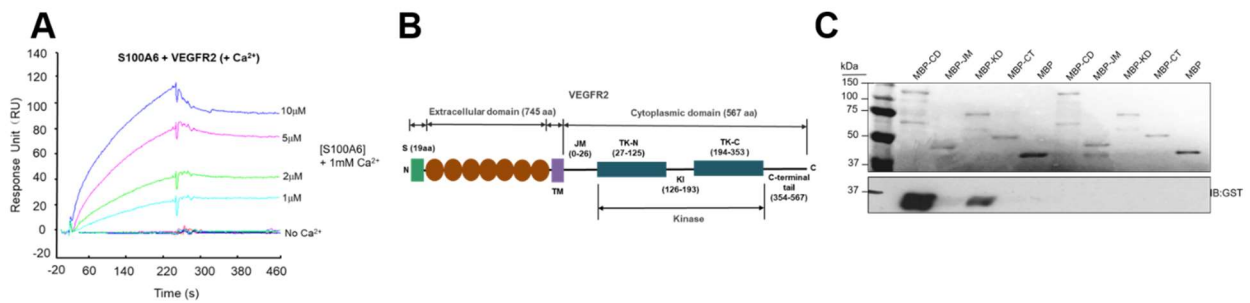 A
S100A6 + VEGFR2 (+ Ca²⁺)
Response Unit (RU)
140
120
100
80
60
40
20
0
-20
-20 60 140 220 300 380 460
Time (s)
10µM
5µM
2µM
1µM
No Ca²⁺
[S100A6]
+ 1mM Ca²⁺
B
VEGFR2
Extracellular domain (745 aa)
Cytoplasmic domain (567 aa)
S (19aa)
N
TM
JM
(0-26)
TK-N
(27-125)
KI
(126-193)
TK-C
(194-353)
C
C-terminal
tail
(354-567)
Kinase
C
MBP-CD MBP-JM MBP-KD MBP-CT MBP MBP-CD MBP-JM MBP-KD MBP-CT MBP
kDa
150
100
75
50
37
37
IB:GST